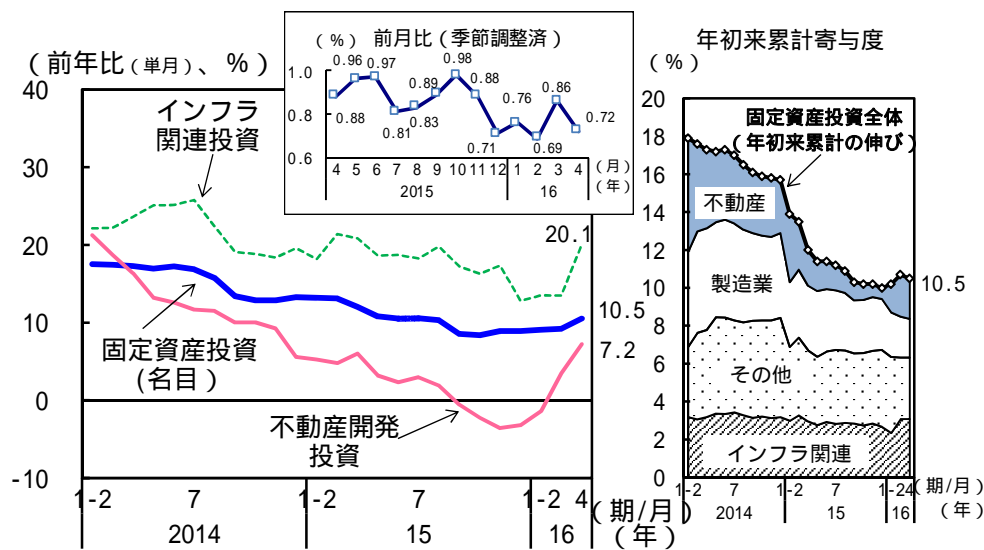 （前年比（単月）、％）
40
30
20
10
0
-10
インフラ
関連投資
固定資産投資
(名目)
不動産開発
投資
20.1
10.5
7.2
1-2 7 1-2 7 1-2 4
(期/月)
2014 15 16
(年)
（％） 前月比（季節調整済）
1.0
0.8
0.6
0.88 0.96 0.97 0.81 0.83 0.89 0.98 0.88 0.71 0.76 0.69 0.86 0.72
4 5 6 7 8 9 10 11 12 1 2 3 4 （月）
2015 16 （年）
年初来累計寄与度
（％）
20
18
16
14
12
10
8
6
4
2
0
固定資産投資全体
（年初来累計の伸び）
不動産
製造業
その他
インフラ関連
10.5
1-2 7 1-2 7 1-24 （期/月）
2014 15 16 （年）